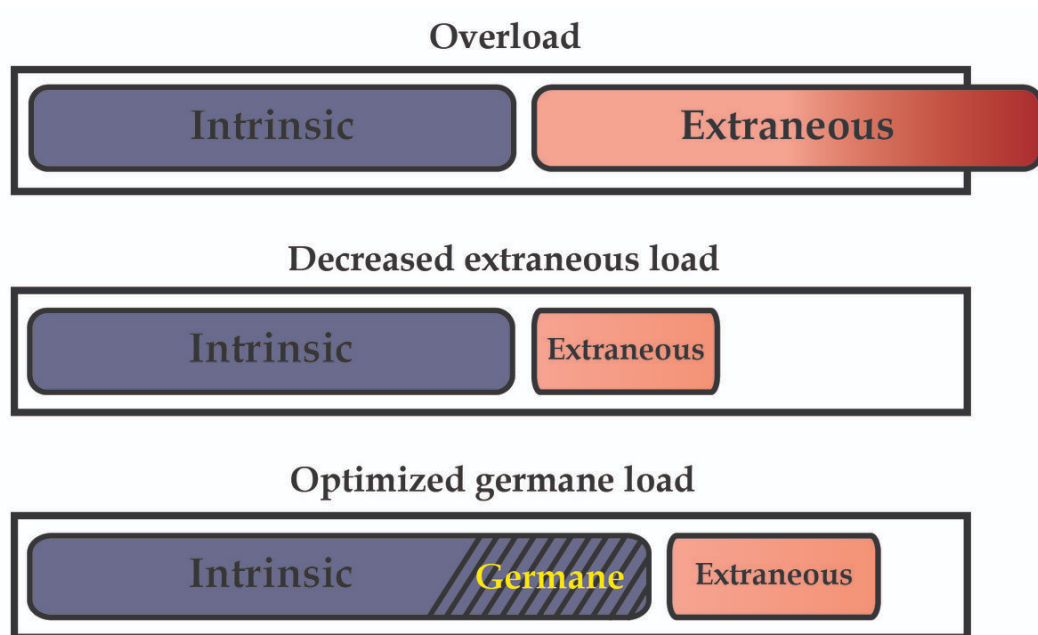 Overload
Intrinsic Extraneous
Decreased extraneous load
Intrinsic Extraneous
Optimized germane load
Intrinsic Germane Extraneous